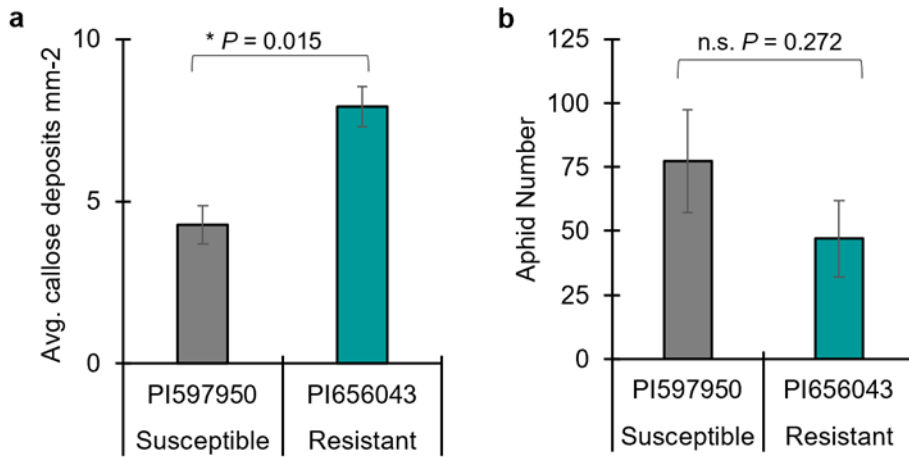 a
* P = 0.015
Avg. callose deposits mm-2
10
5
0
PI597950 PI656043
Susceptible Resistant
b
n.s. P = 0.272
Aphid Number
125
100
75
50
25
0
PI597950 PI656043
Susceptible Resistant